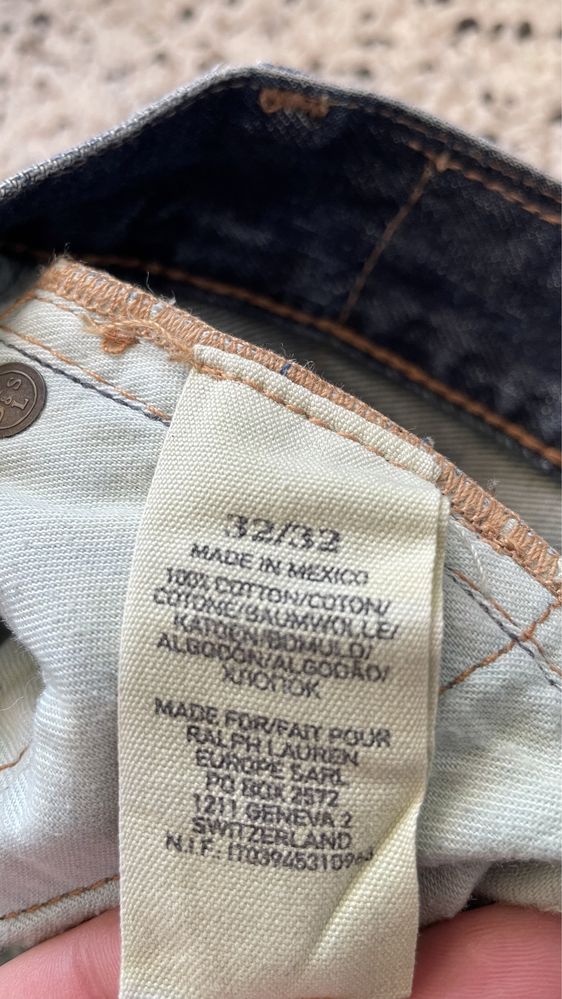 32/32
MADE IN MEXICO
100% COTTON/COTON/
COTONE/BAUMWOLLE/
KATOEN/BOMULD/
ALGODÓN/ALGODÃO/
ХЛОПОК
MADE FOR/FAIT POUR
RALPH LAUREN
EUROPE SARL
PO BOX 2572
1211 GENEVA 2
SWITZERLAND
N.I.F.: